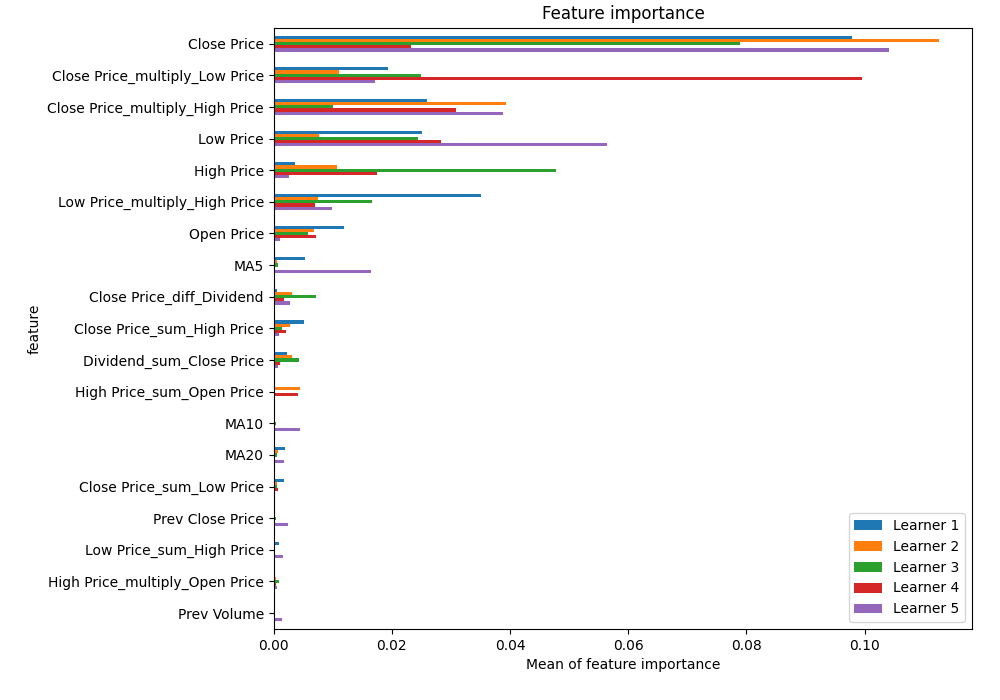 Feature importance
Close Price
Close Price_multiply_Low Price
Close Price_multiply_High Price
Low Price
High Price
Low Price_multiply_High Price
Open Price
MA5
Close Price_diff_Dividend
Close Price_sum_High Price
Dividend_sum_Close Price
High Price_sum_Open Price
MA10
MA20
Close Price_sum_Low Price
Prev Close Price
Low Price_sum_High Price
High Price_multiply_Open Price
Prev Volume
feature
Learner 1
Learner 2
Learner 3
Learner 4
Learner 5
0.00 0.02 0.04 0.06 0.08 0.10
Mean of feature importance